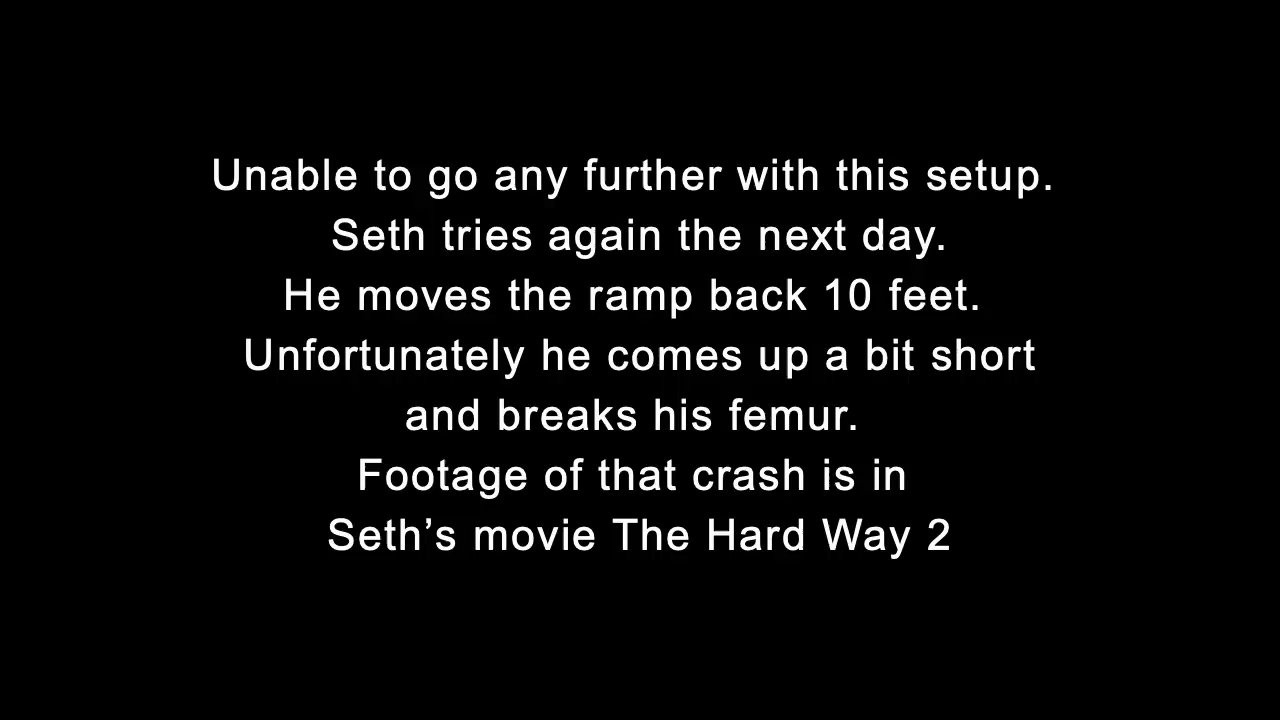 Unable to go any further with this setup.
Seth tries again the next day.
He moves the ramp back 10 feet.
Unfortunately he comes up a bit short
and breaks his femur.
Footage of that crash is in
Seth’s movie The Hard Way 2